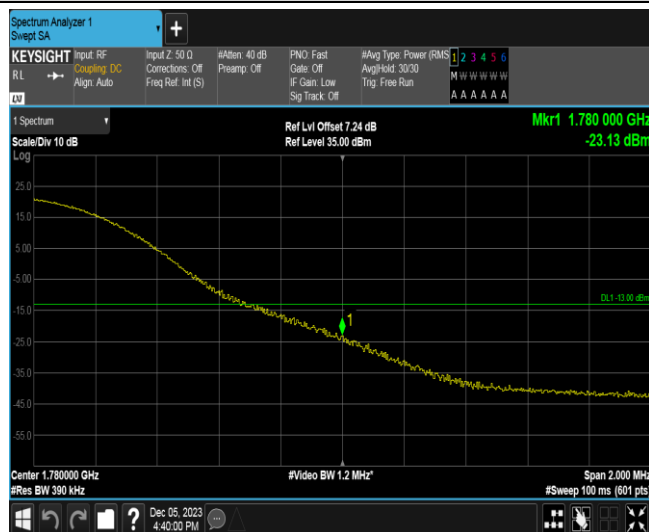 Spectrum Analyzer 1
Swept SA
+
KEYSIGHT
RL
LXI
Input: RF
Coupling: DC
Align: Auto
Input Z: 50 Ω
Corrections: Off
Freq Ref: Int (S)
#Atten: 40 dB
Preamp: Off
PNO: Fast
Gate: Off
IF Gain: Low
Sig Track: Off
#Avg Type: Power (RMS
Avg|Hold: 30/30
Trig: Free Run
1 2 3 4 5 6
M W W W W W
A A A A A A
1 Spectrum
Scale/Div 10 dB
Log
Ref Lvl Offset 7.24 dB
Ref Level 35.00 dBm
Mkr1 1.780 000 GHz
-23.13 dBm
25.0
15.0
5.00
-5.00
-15.0
-25.0
-35.0
-45.0
-55.0
DL1 -13.00 dBm
1
Center 1.780000 GHz
#Res BW 390 kHz
#Video BW 1.2 MHz*
Span 2.000 MHz
#Sweep 100 ms (601 pts)
?
Dec 05, 2023
4:40:00 PM